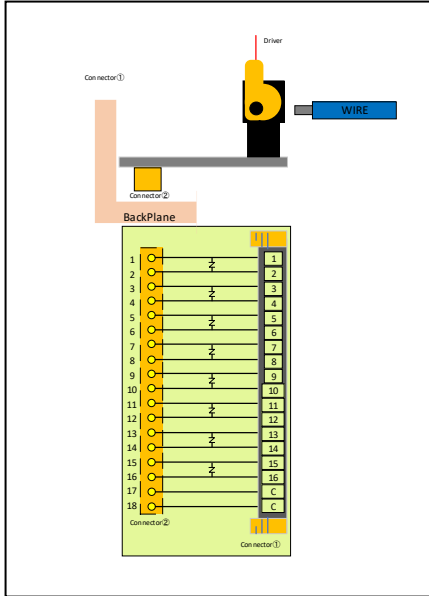 Driver
Connector①
WIRE
Connector②
BackPlane
1 1
2 2
3 3
4 4
5 5
6 6
7 7
8 8
9 9
10 10
11 11
12 12
13 13
14 14
15 15
16 16
17 C
18 C
Connector②
Connector①